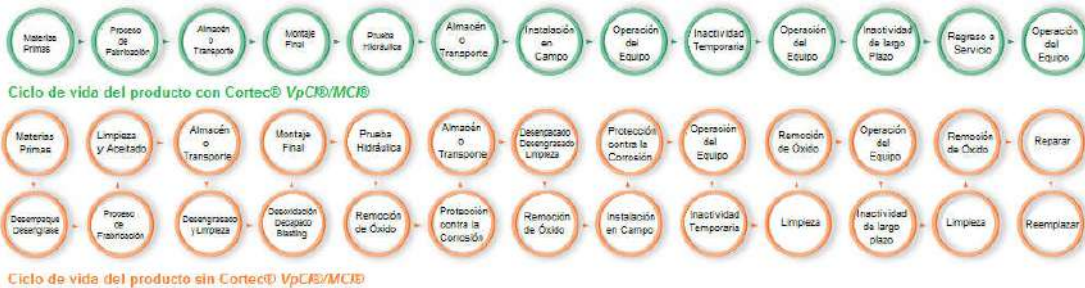 Materias
Primas
Proceso
de
Fabricación
Almacén
o
Transporte
Montaje
Final
Prueba
Hidráulica
Almacén
o
Transporte
Instalación
en
Campo
Operación
del
Equipo
Inactividad
Temporaria
Operación
del
Equipo
Inactividad
de largo
Plazo
Regreso a
Servicio
Operación
del
Equipo
Ciclo de vida del producto con Cortec® VpCI®/MCI®
Materias
Primas
Limpieza
y Aceitado
Almacén
o
Transporte
Montaje
Final
Prueba
Hidráulica
Almacén
o
Transporte
Desempacado
Desengrasado
Limpieza
Protección
contra la
Corrosión
Operación
del
Equipo
Remoción
de Óxido
Operación
del
Equipo
Remoción
de Óxido
Reparar
Desempaque
Desengrase
Proceso
de
Frabricación
Desengrasado
y Limpieza
Desoxidación
Decapado
Blasting
Remoción
de Óxido
Protección
contra la
Corrosión
Remoción
de Óxido
Instalación
en Campo
Inactividad
Temporaria
Limpieza
Inactividad
de largo
plazo
Limpieza
Reemplazar
Ciclo de vida del producto sin Cortec® VpCI®/MCI®